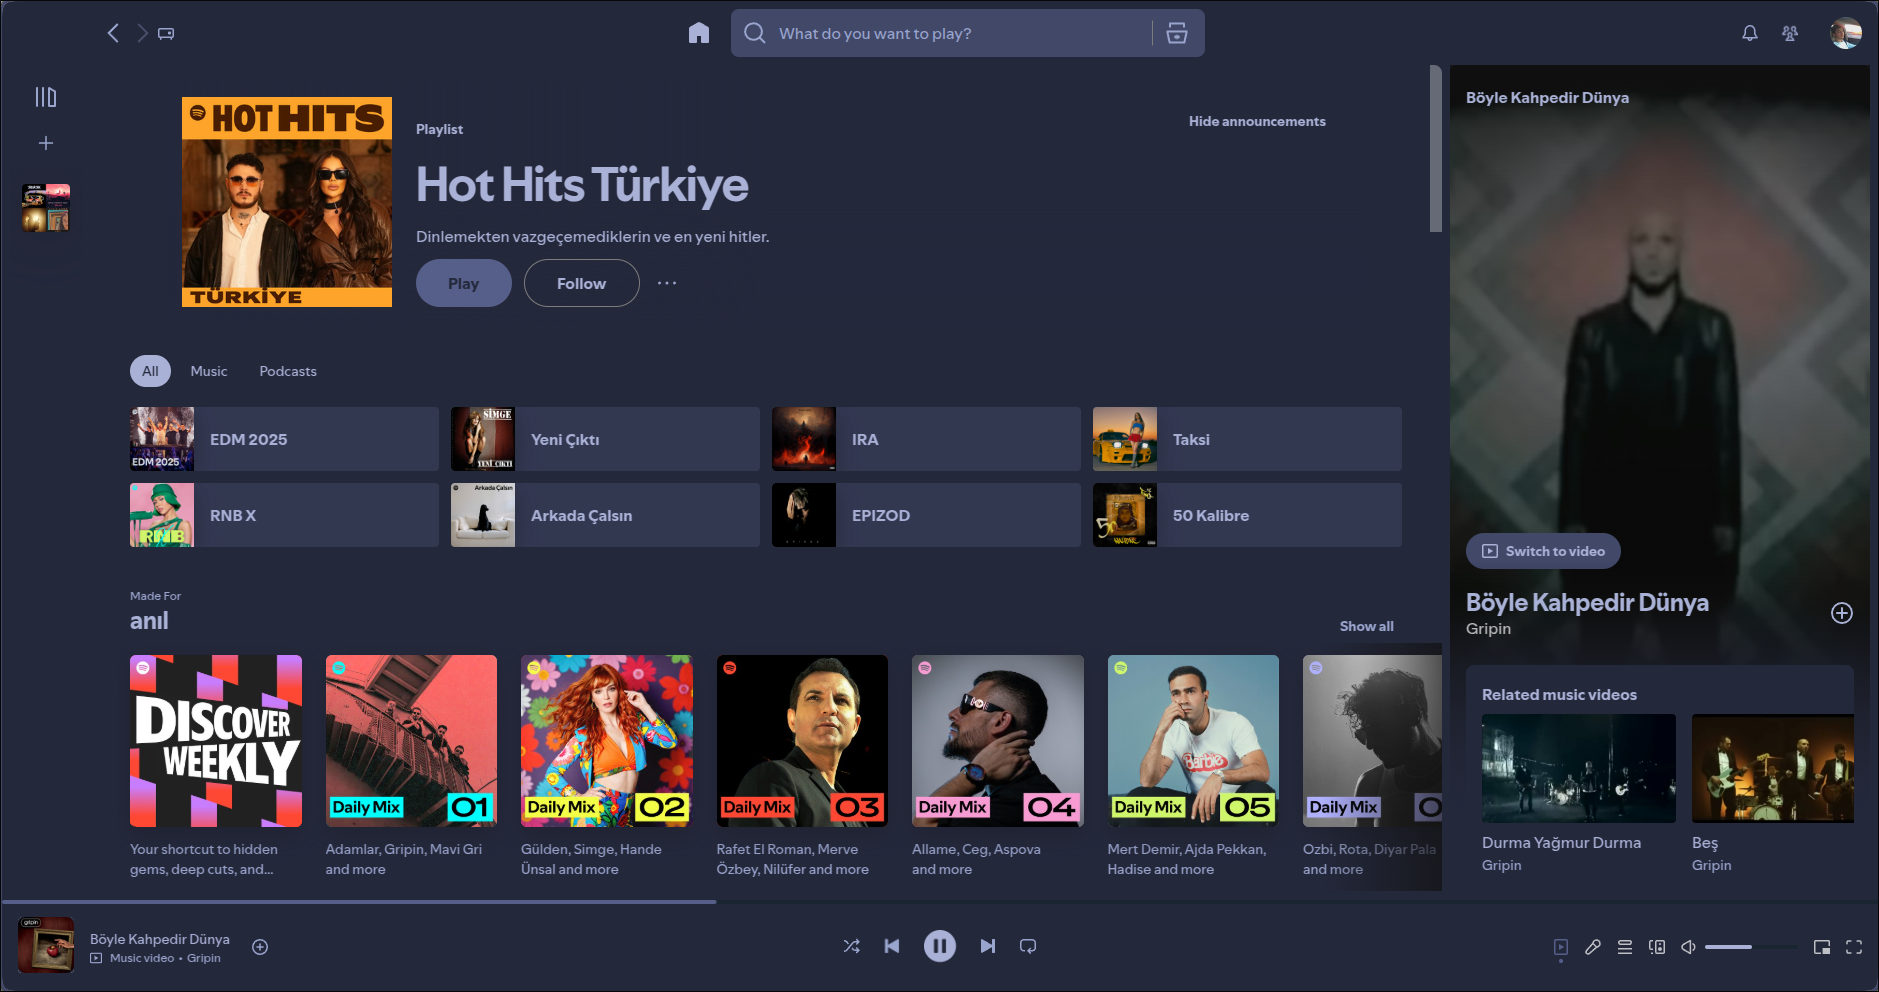 What do you want to play?
HOT HITS
TÜRKİYE
Playlist
Hide announcements
Hot Hits Türkiye
Dinlemekten vazgeçemediklerin ve en yeni hitler.
Play
Follow
All
Music
Podcasts
EDM 2025
EDM 2025
SİMGE
YENİ ÇIKTI
Yeni Çıktı
IRA
Taksi
RNB
RNB X
Arkada Çalsın
Arkada Çalsın
EPIZOD
EPIZOD
50
50 Kalibre
Made For
anıl
Show all
DISCOVER
WEEKLY
Daily Mix 01
Daily Mix 02
Daily Mix 03
Daily Mix 04
Barbie
Daily Mix 05
Daily Mix 0
Your shortcut to hidden
gems, deep cuts, and...
Adamlar, Gripin, Mavi Gri
and more
Gülden, Simge, Hande
Ünsal and more
Rafet El Roman, Merve
Özbey, Nilüfer and more
Allame, Ceg, Aspova
and more
Mert Demir, Ajda Pekkan,
Hadise and more
Ozbi, Rota, Diyar Pala
and more
Böyle Kahpedir Dünya
Switch to video
Böyle Kahpedir Dünya
Gripin
Related music videos
Durma Yağmur Durma
Gripin
Beş
Gripin
gripin
Böyle Kahpedir Dünya
Music video • Gripin